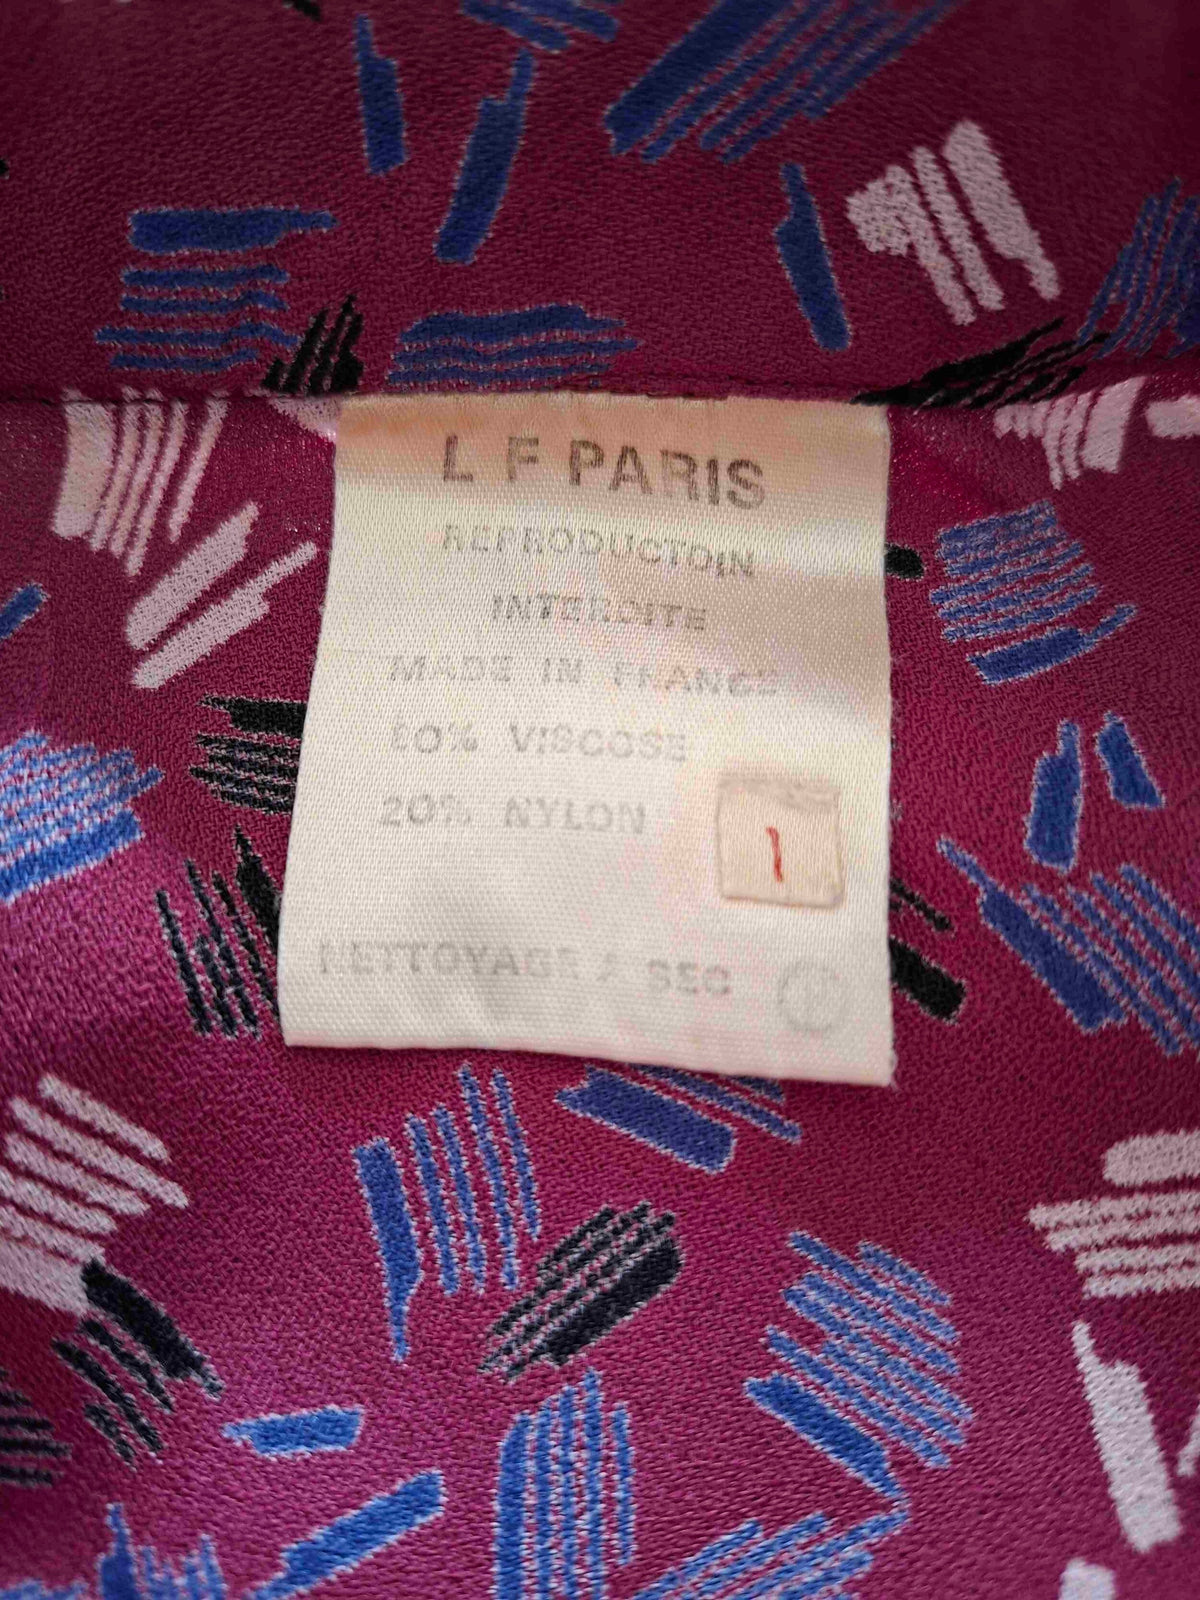 L F PARIS
REPRODUCTOIN
INTERDITE
MADE IN FRANCE
80% VISCOSE
20% NYLON
1
NETTOYAGE A SEC